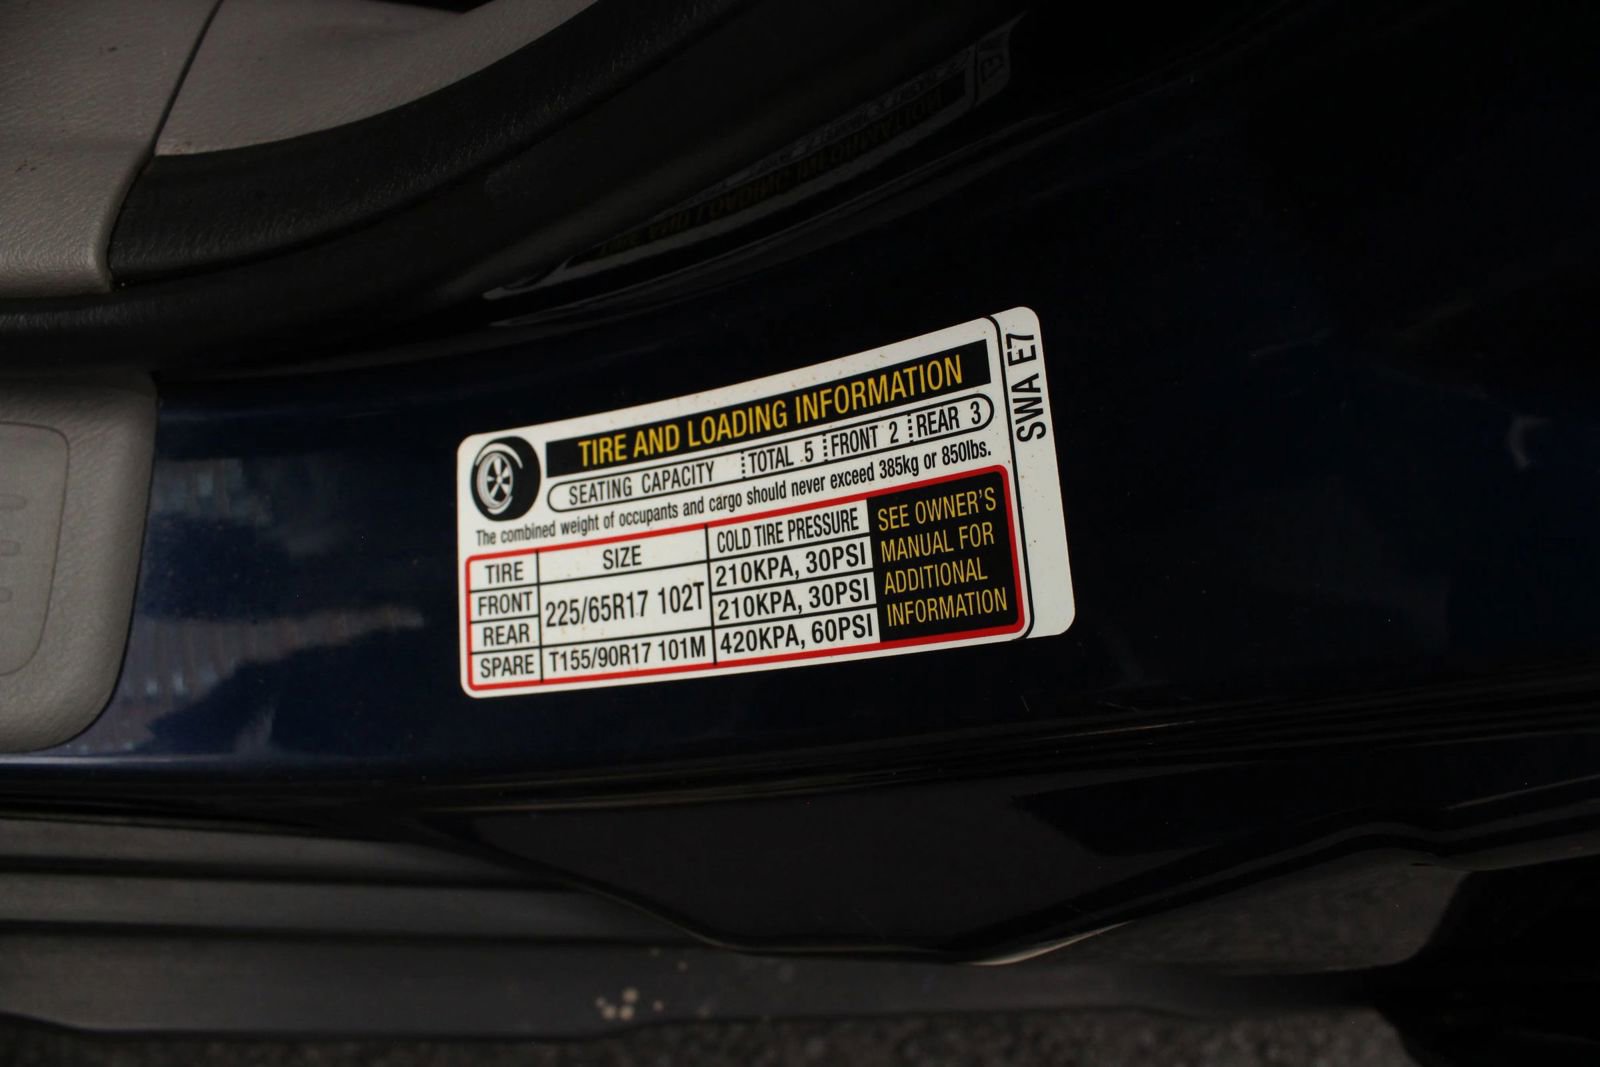 TIRE AND LOADING INFORMATION
SEATING CAPACITY TOTAL 5 FRONT 2 REAR 3
The combined weight of occupants and cargo should never exceed 385kg or 850lbs.
TIRE SIZE COLD TIRE PRESSURE
FRONT 225/65R17 102T 210KPA, 30PSI
REAR 210KPA, 30PSI
SPARE T155/90R17 101M 420KPA, 60PSI
SEE OWNER'S
MANUAL FOR
ADDITIONAL
INFORMATION
SWA E7